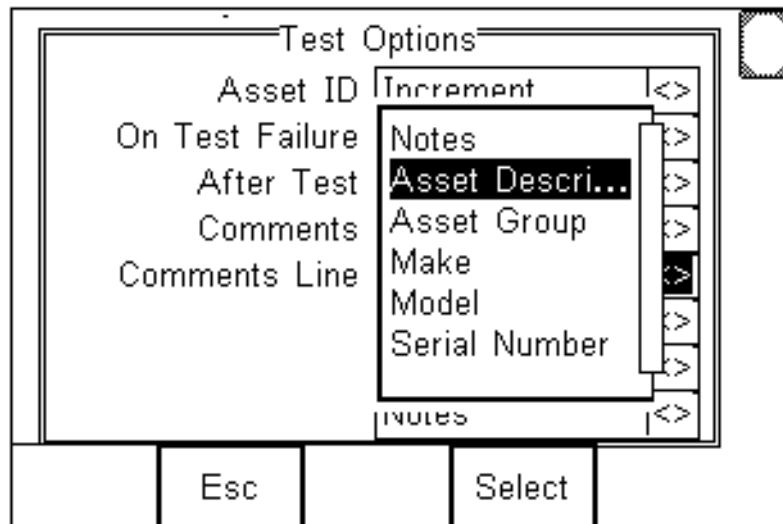 Test Options
Asset ID Increment <>
On Test Failure Notes <>
After Test Asset Descri... <>
Comments Asset Group <>
Comments Line Make <>
Model <>
Serial Number <>
Notes <>
Esc Select